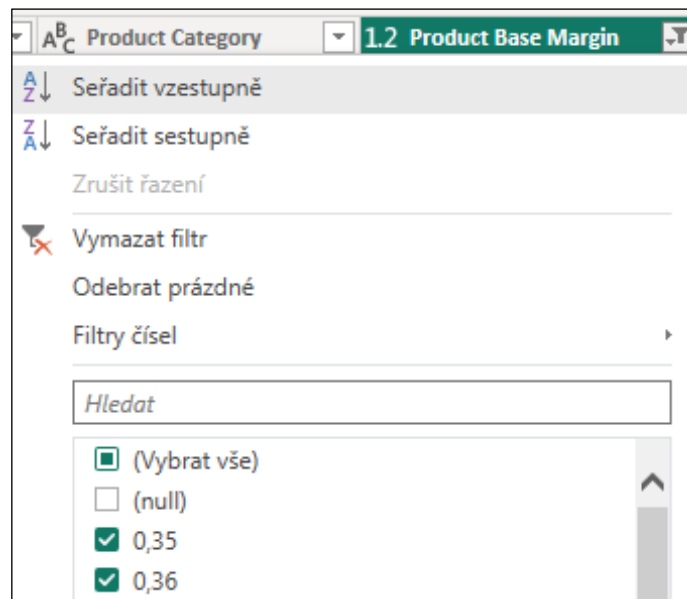 ABC Product Category 1.2 Product Base Margin
Seřadit vzestupně
Seřadit sestupně
Zrušit řazení
Vymazat filtr
Odebrat prázdné
Filtry čísel
Hledat
(Vybrat vše)
(null)
0,35
0,36